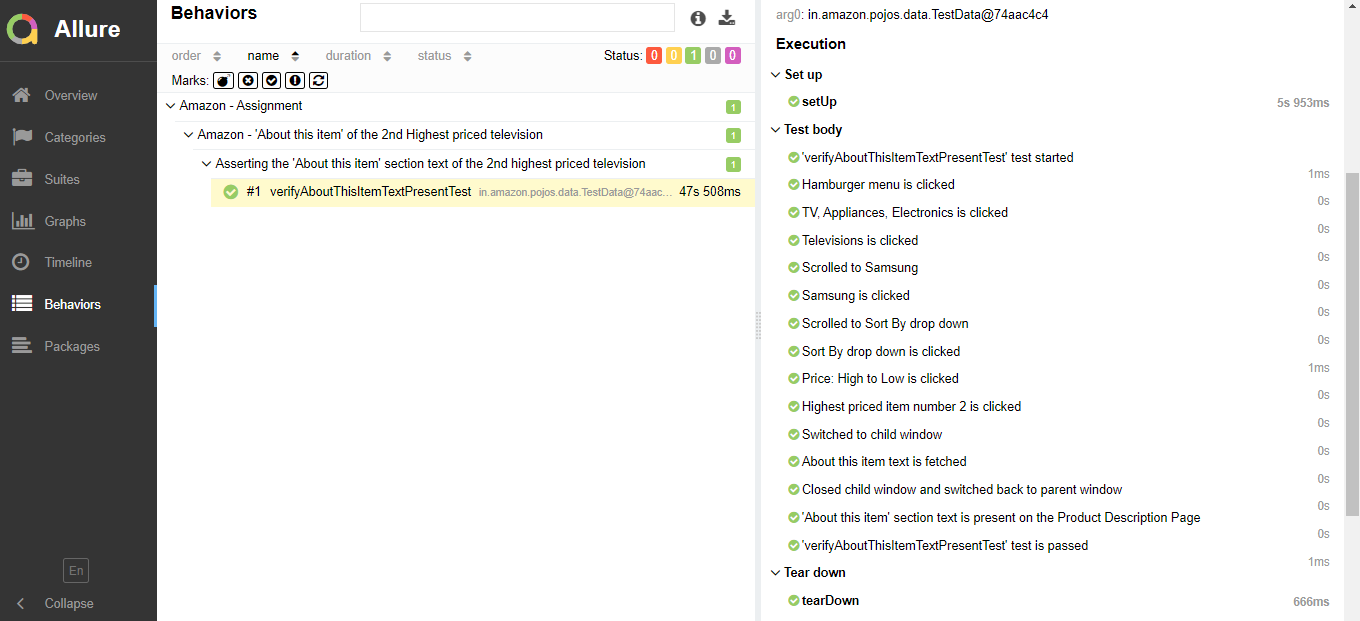 Allure
Overview
Categories
Suites
Graphs
Timeline
Behaviors
Packages
En
Collapse
Behaviors
order name duration status Status: 0 0 1 0 0
Marks:
Amazon - Assignment 1
Amazon - 'About this item' of the 2nd Highest priced television 1
Asserting the 'About this item' section text of the 2nd highest priced television 1
#1 verifyAboutThisItemTextPresentTest in.amazon.pojos.data.TestData@74aac... 47s 508ms
arg0: in.amazon.pojos.data.TestData@74aac4c4
Execution
Set up
setUp 5s 953ms
Test body
'verifyAboutThisItemTextPresentTest' test started
1ms
Hamburger menu is clicked
0s
TV, Appliances, Electronics is clicked
0s
Televisions is clicked
0s
Scrolled to Samsung
0s
Samsung is clicked
0s
Scrolled to Sort By drop down
0s
Sort By drop down is clicked
1ms
Price: High to Low is clicked
0s
Highest priced item number 2 is clicked
0s
Switched to child window
0s
About this item text is fetched
0s
Closed child window and switched back to parent window
0s
'About this item' section text is present on the Product Description Page
0s
'verifyAboutThisItemTextPresentTest' test is passed
1ms
Tear down
tearDown 666ms